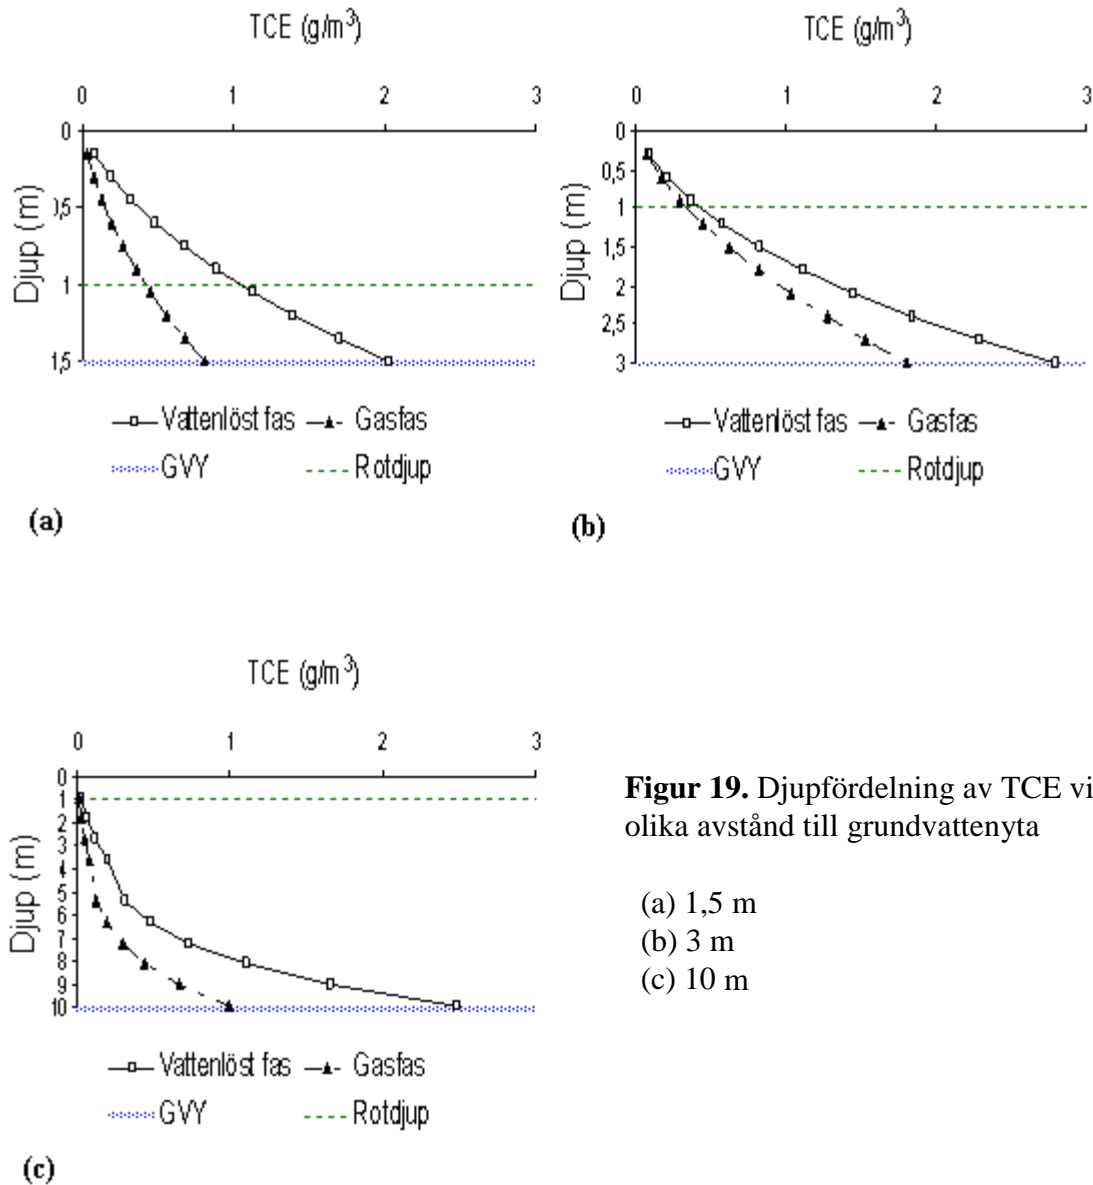 TCE (g/m³)
0 1 2 3
0
0,5
1
1,5
Djup (m)
Vattenlöst fas Gasfas
GVY Rotdjup
(a)
TCE (g/m³)
0 1 2 3
0
0,5
1
1,5
2
2,5
3
Djup (m)
Vattenlöst fas Gasfas
GVY Rotdjup
(b)
TCE (g/m³)
0 1 2 3
0
1
2
3
4
5
6
7
8
9
10
Djup (m)
Vattenlöst fas Gasfas
GVY Rotdjup
(c)
Figur 19. Djupfördelning av TCE vi
olika avstånd till grundvattenyta
(a) 1,5 m
(b) 3 m
(c) 10 m